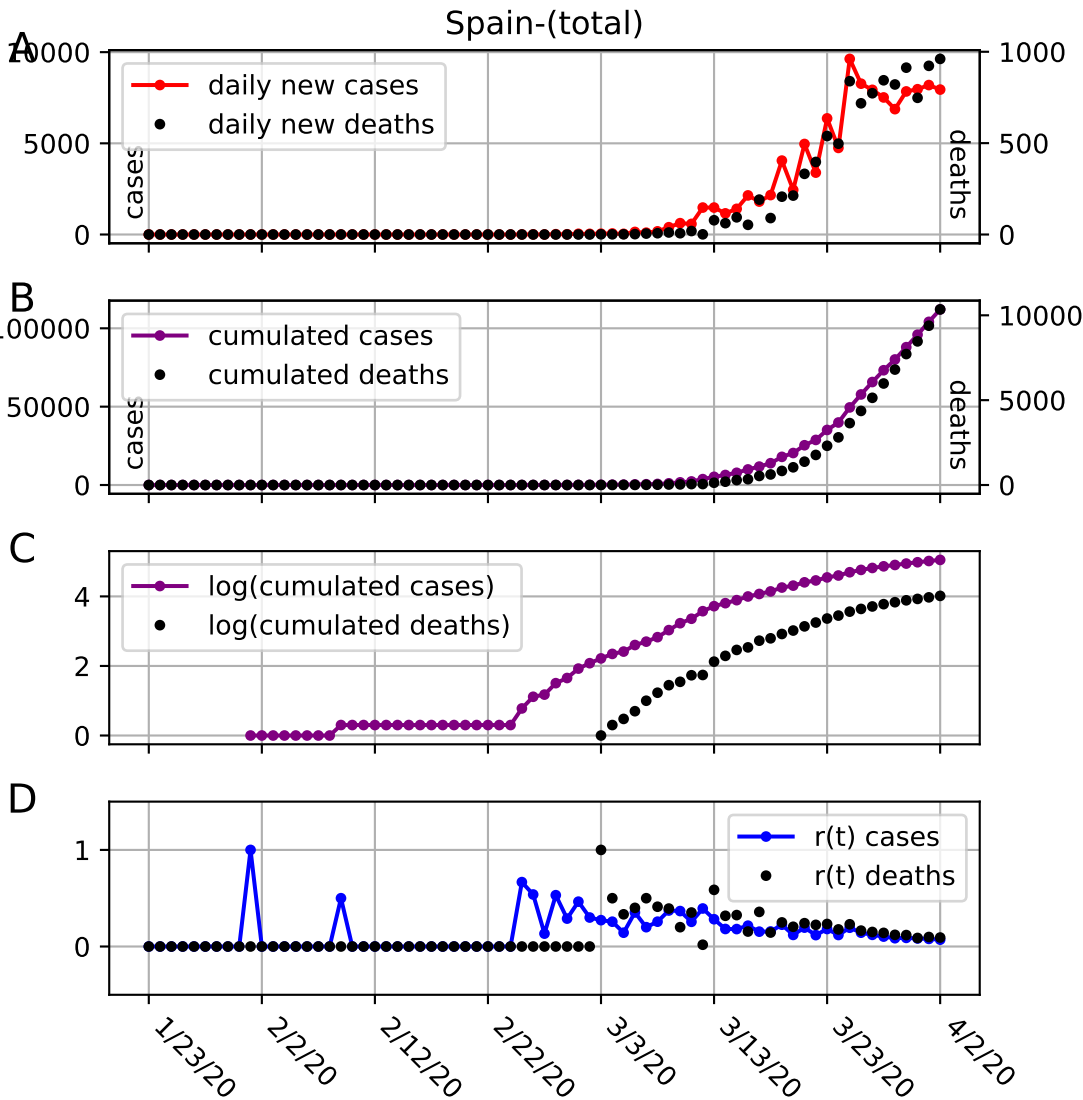 Spain-(total)
A
10000
5000
0
1000
500
0
cases
deaths
daily new cases
daily new deaths
B
00000
50000
0
10000
5000
0
cases
deaths
cumulated cases
cumulated deaths
C
4
2
0
log(cumulated cases)
log(cumulated deaths)
D
1
0
r(t) cases
r(t) deaths
1/23/20
2/2/20
2/12/20
2/22/20
3/3/20
3/13/20
3/23/20
4/2/20